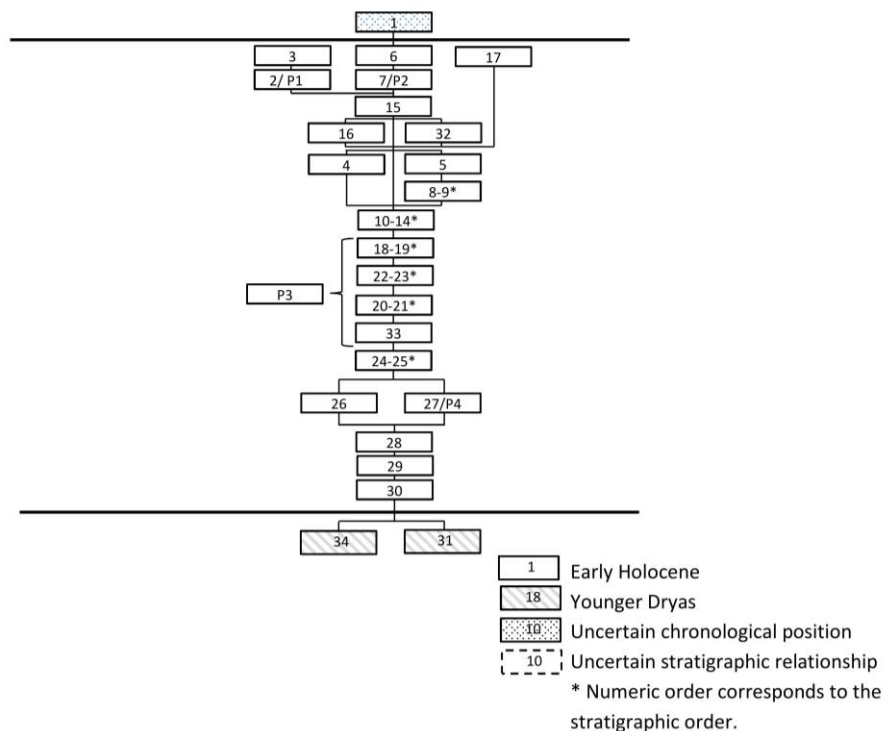 1
3
6
17
2/ P1
7/P2
15
16
32
4
5
8-9*
10-14*
18-19*
22-23*
P3
20-21*
33
24-25*
26
27/P4
28
29
30
34
31
1 Early Holocene
18 Younger Dryas
10 Uncertain chronological position
10 Uncertain stratigraphic relationship
* Numeric order corresponds to the
stratigraphic order.